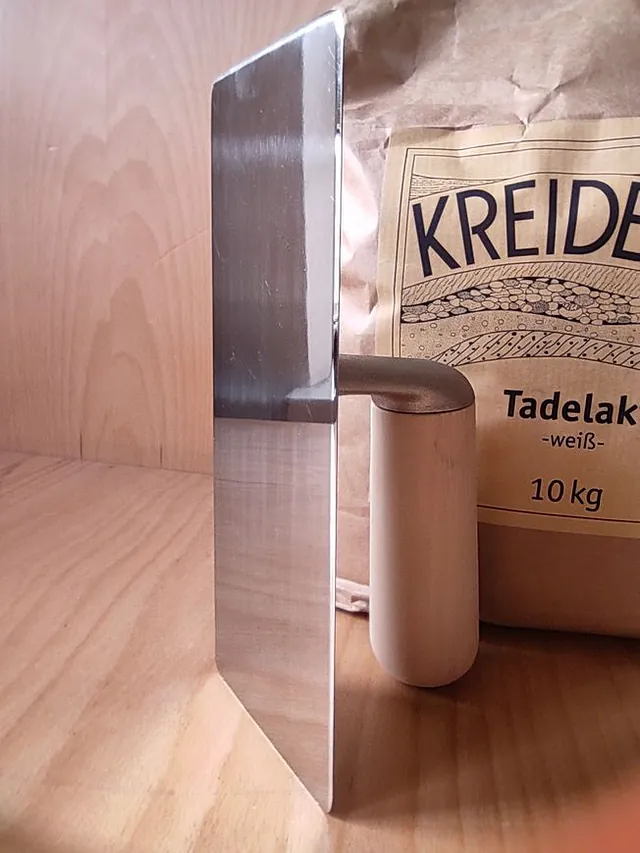 KREIDE
Tadelak
-weiß-
10 kg